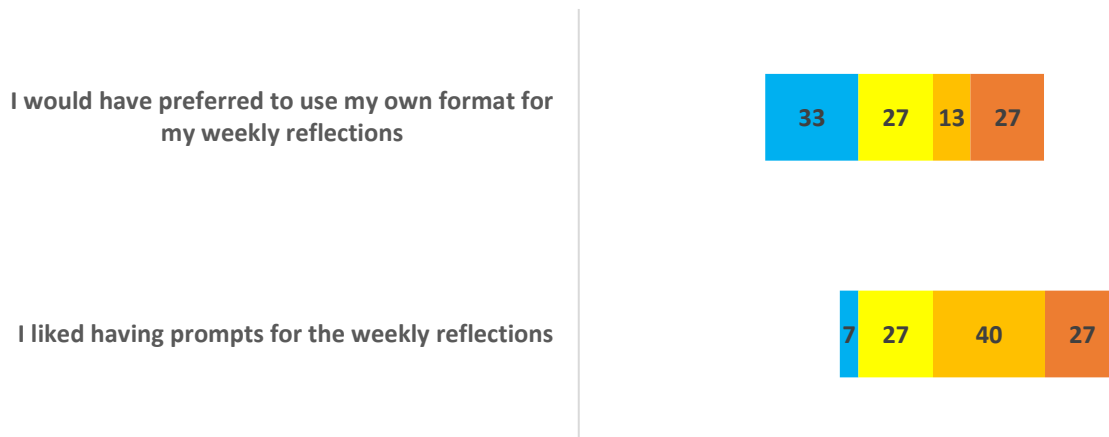 I would have preferred to use my own format for
my weekly reflections
33 27 13 27
I liked having prompts for the weekly reflections
7 27 40 27